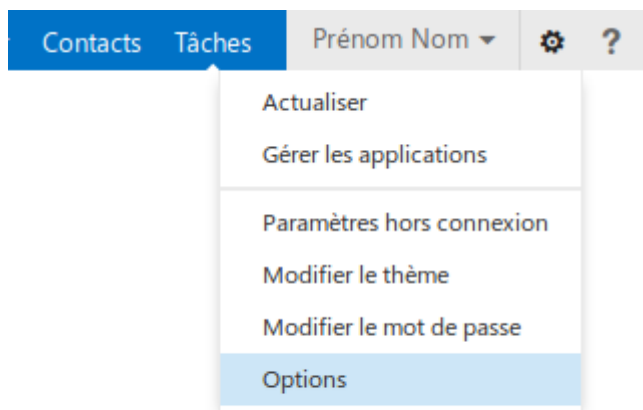 Contacts Tâches Prénom Nom ?
Actualiser
Gérer les applications
Paramètres hors connexion
Modifier le thème
Modifier le mot de passe
Options